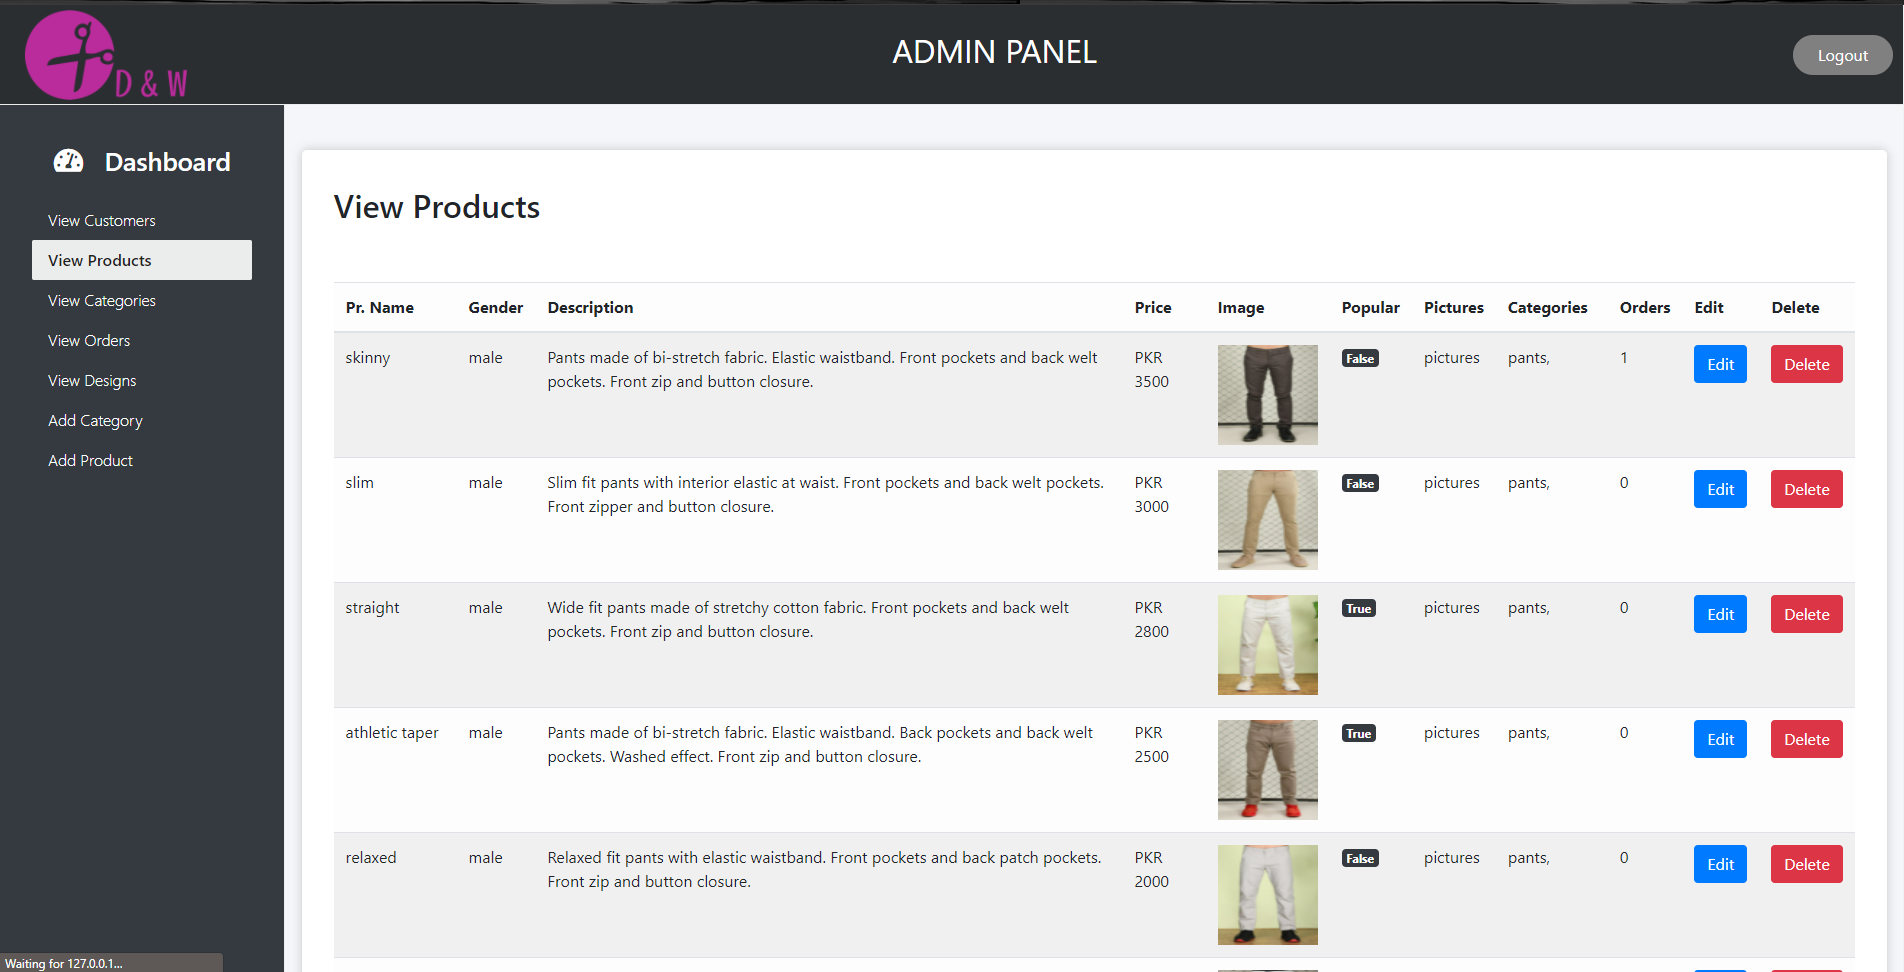 D & W
ADMIN PANEL
Logout
Dashboard
View Customers
View Products
View Categories
View Orders
View Designs
Add Category
Add Product
View Products
Pr. Name Gender Description Price Image Popular Pictures Categories Orders Edit Delete
skinny male Pants made of bi-stretch fabric. Elastic waistband. Front pockets and back welt PKR False pictures pants, 1 Edit Delete
pockets. Front zip and button closure. 3500
slim male Slim fit pants with interior elastic at waist. Front pockets and back welt pockets. PKR False pictures pants, 0 Edit Delete
Front zipper and button closure. 3000
straight male Wide fit pants made of stretchy cotton fabric. Front pockets and back welt PKR True pictures pants, 0 Edit Delete
pockets. Front zip and button closure. 2800
athletic taper male Pants made of bi-stretch fabric. Elastic waistband. Back pockets and back welt PKR True pictures pants, 0 Edit Delete
pockets. Washed effect. Front zip and button closure. 2500
relaxed male Relaxed fit pants with elastic waistband. Front pockets and back patch pockets. PKR False pictures pants, 0 Edit Delete
Front zip and button closure. 2000
Waiting for 127.0.0.1...